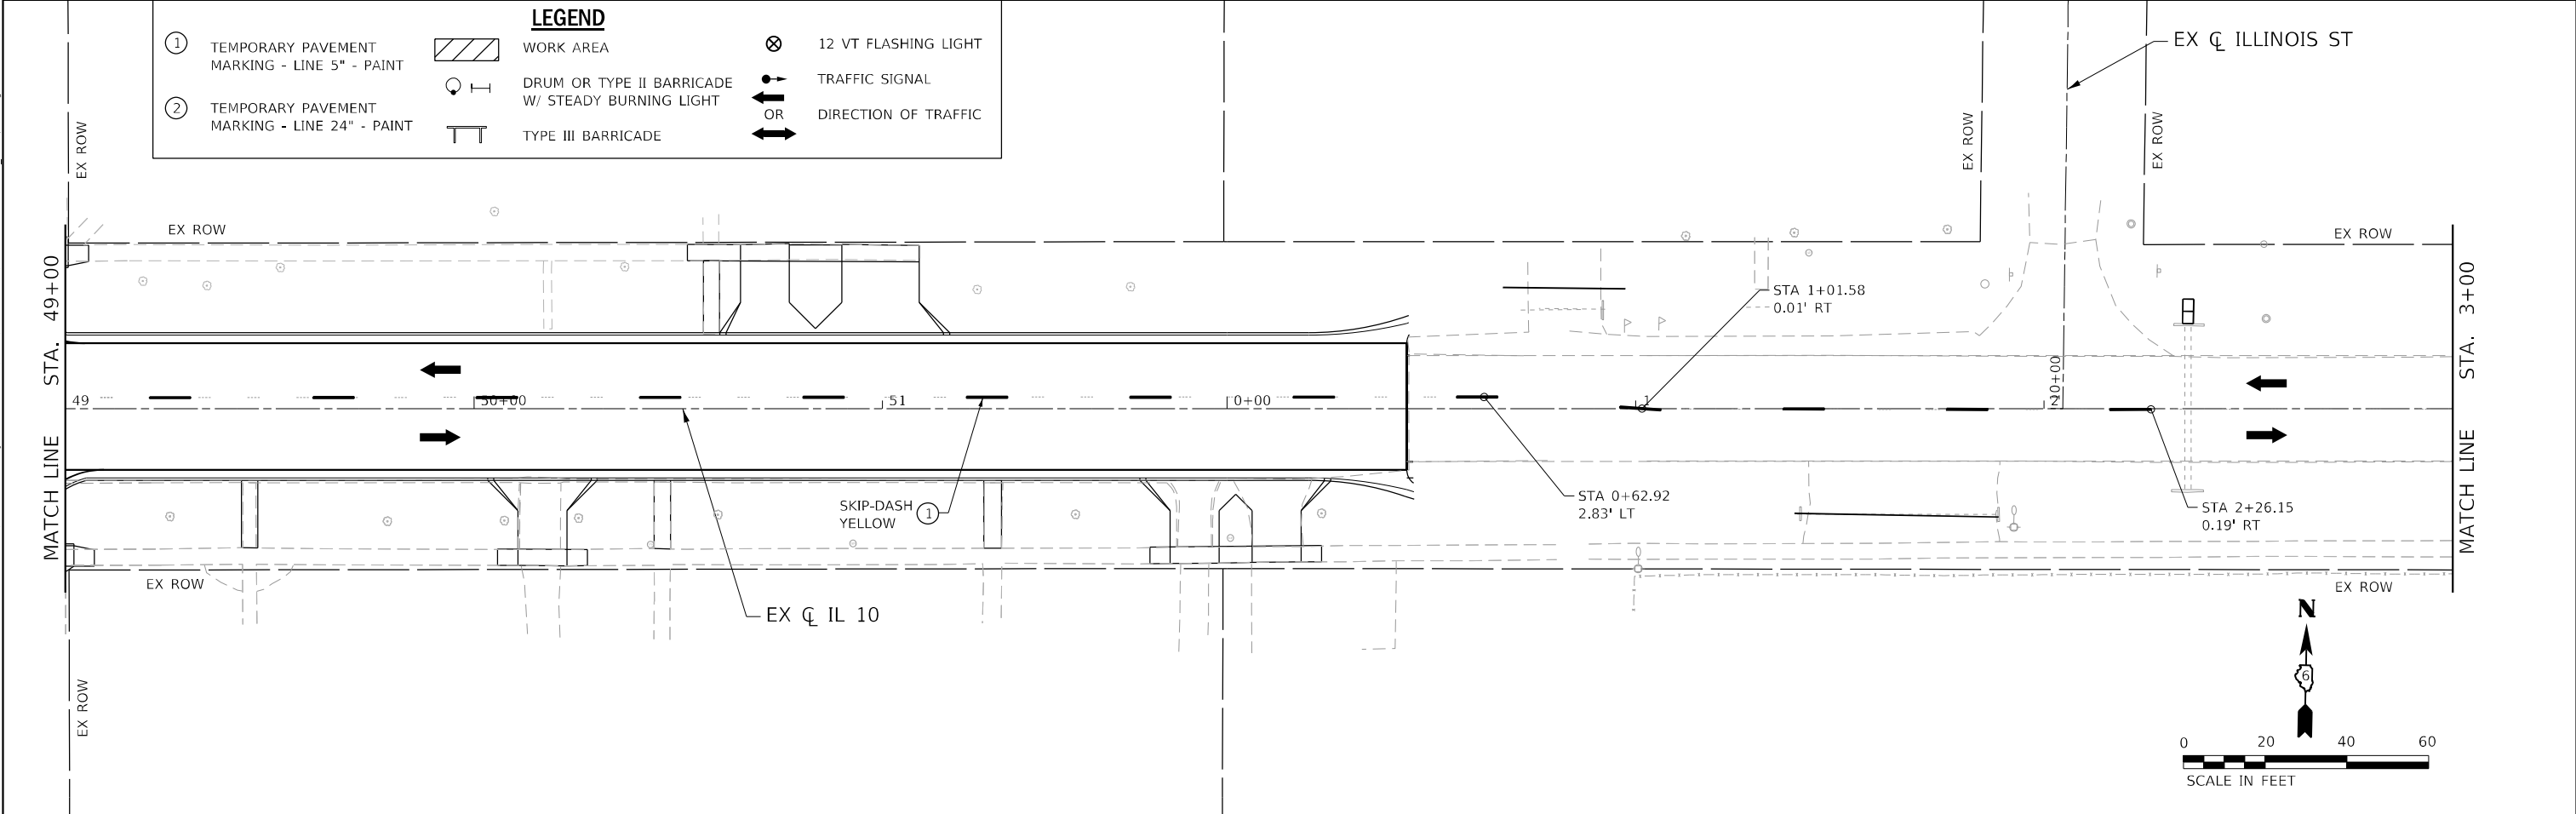 LEGEND
1 TEMPORARY PAVEMENT
MARKING - LINE 5" - PAINT
2 TEMPORARY PAVEMENT
MARKING - LINE 24" - PAINT
WORK AREA
DRUM OR TYPE II BARRICADE
W/ STEADY BURNING LIGHT
TYPE III BARRICADE
12 VT FLASHING LIGHT
TRAFFIC SIGNAL
OR DIRECTION OF TRAFFIC
EX ROW
EX ROW
EX ROW
EX ROW
EX ℄ ILLINOIS ST
EX ROW
MATCH LINE STA. 49+00
STA 1+01.58
0.01' RT
49
50+00
51
0+00
1
2
20+00
MATCH LINE STA. 3+00
SKIP-DASH
YELLOW 1
STA 0+62.92
2.83' LT
STA 2+26.15
0.19' RT
EX ROW
EX ℄ IL 10
EX ROW
EX ROW
N
6
0 20 40 60
SCALE IN FEET